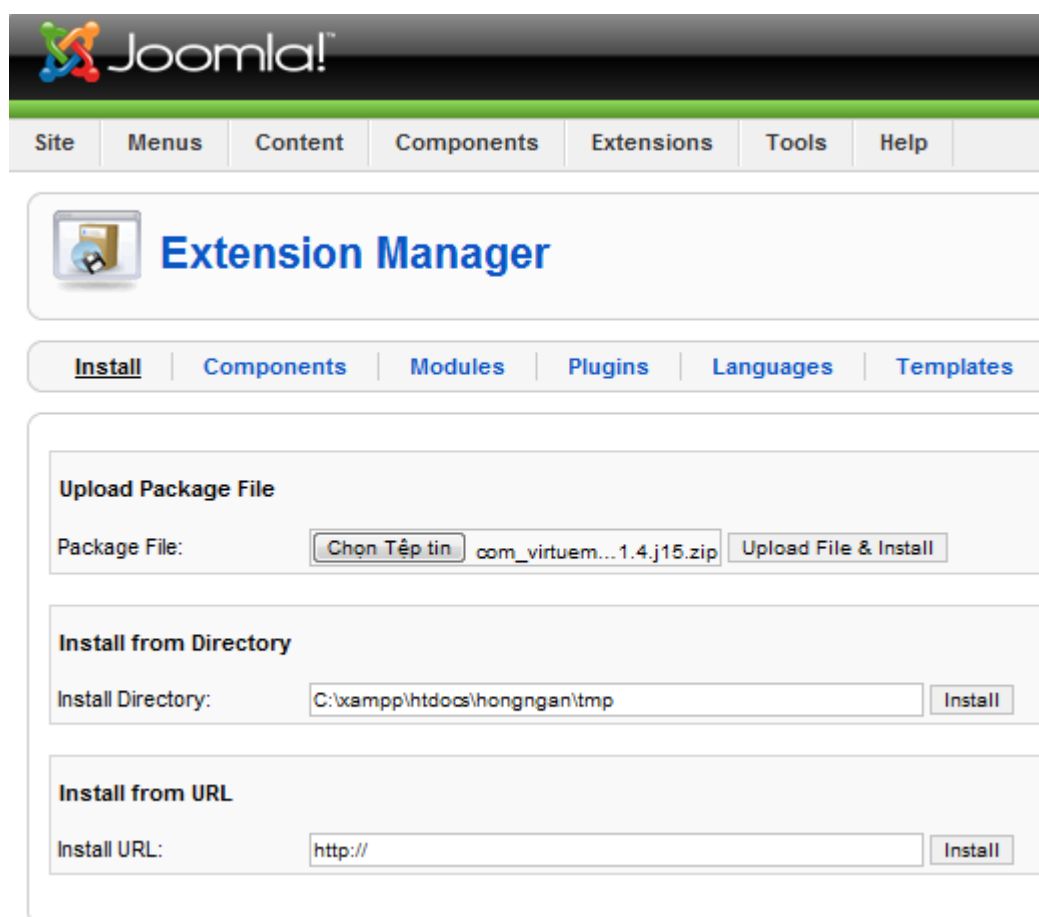 Joomla!™
Site Menus Content Components Extensions Tools Help
Extension Manager
Install Components Modules Plugins Languages Templates
Upload Package File
Package File: Chọn Tệp tin com_virtuem...1.4.j15.zip Upload File & Install
Install from Directory
Install Directory: C:\xampp\htdocs\hongngan\tmp Install
Install from URL
Install URL: http:// Install